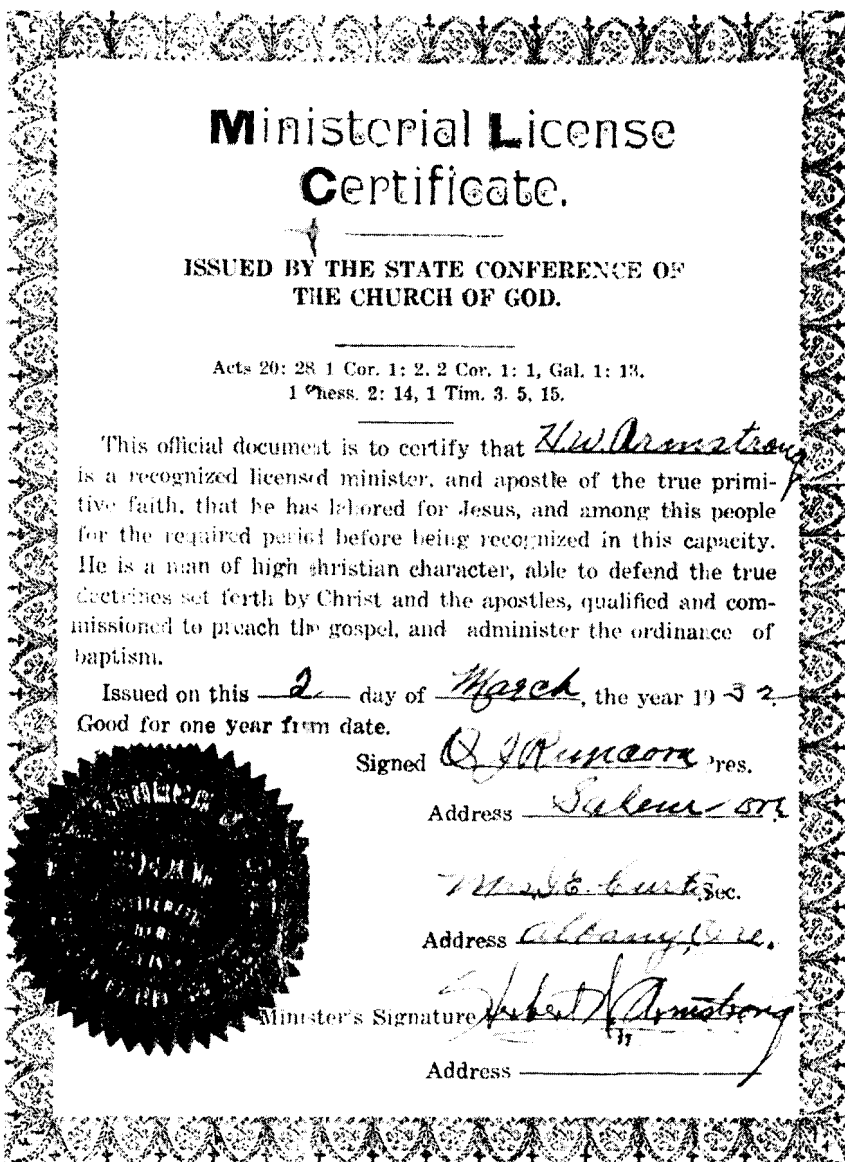 Ministerial License
Certificate.
ISSUED BY THE STATE CONFERENCE OF
THE CHURCH OF GOD.
Acts 20: 28 1 Cor. 1: 2. 2 Cor. 1: 1, Gal. 1: 13.
1 Thess. 2: 14, 1 Tim. 3. 5, 15.
This official document is to certify that H.W. Armstrong
is a recognized licensed minister, and apostle of the true primi-
tive faith, that he has labored for Jesus, and among this people
for the required period before being recognized in this capacity.
He is a man of high christian character, able to defend the true
doctrines set forth by Christ and the apostles, qualified and com-
missioned to preach the gospel, and administer the ordinance of
baptism.
Issued on this 2 day of March, the year 1932
Good for one year from date.
Signed O J Runcorn Pres.
Address Salem - Ore
Mrs. I.E. Curtis, Sec.
Address Albany, Ore.
Minister's Signature Herbert W. Armstrong
Address